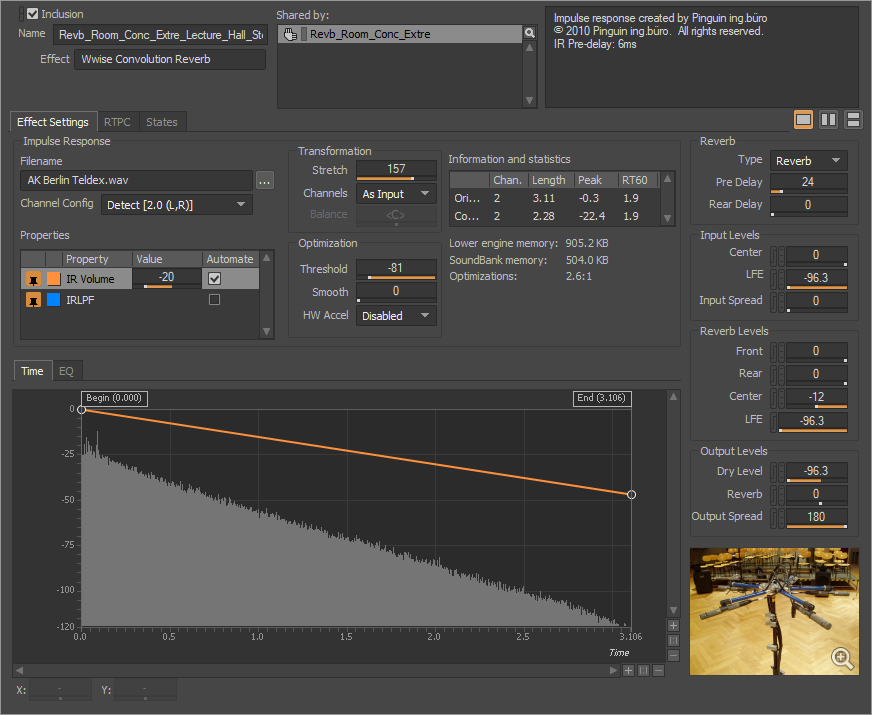 Inclusion
Name Revb_Room_Conc_Extre_Lecture_Hall_Ste
Effect Wwise Convolution Reverb
Shared by:
Revb_Room_Conc_Extre
Impulse response created by Pinguin ing.büro
© 2010 Pinguin ing.büro. All rights reserved.
IR Pre-delay: 6ms
Effect Settings RTPC States
Impulse Response
Filename
AK Berlin Teldex.wav ...
Channel Config Detect [2.0 (L,R)]
Properties
Property Value Automate
IR Volume -20
IRLPF
Transformation
Stretch 157
Channels As Input
Balance <C>
Optimization
Threshold -81
Smooth 0
HW Accel Disabled
Information and statistics
Chan. Length Peak RT60
Ori... 2 3.11 -0.3 1.9
Co... 2 2.28 -22.4 1.9
Lower engine memory: 905.2 KB
SoundBank memory: 504.0 KB
Optimizations: 2.6:1
Reverb
Type Reverb
Pre Delay 24
Rear Delay 0
Input Levels
Center 0
LFE -96.3
Input Spread 0
Reverb Levels
Front 0
Rear 0
Center -12
LFE -96.3
Output Levels
Dry Level -96.3
Reverb 0
Output Spread 180
Time EQ
Begin (0.000) End (3.106)
0
-25
-50
-75
-100
-120
0.0 0.5 1.0 1.5 2.0 2.5 3.106
Time
X: - Y: -